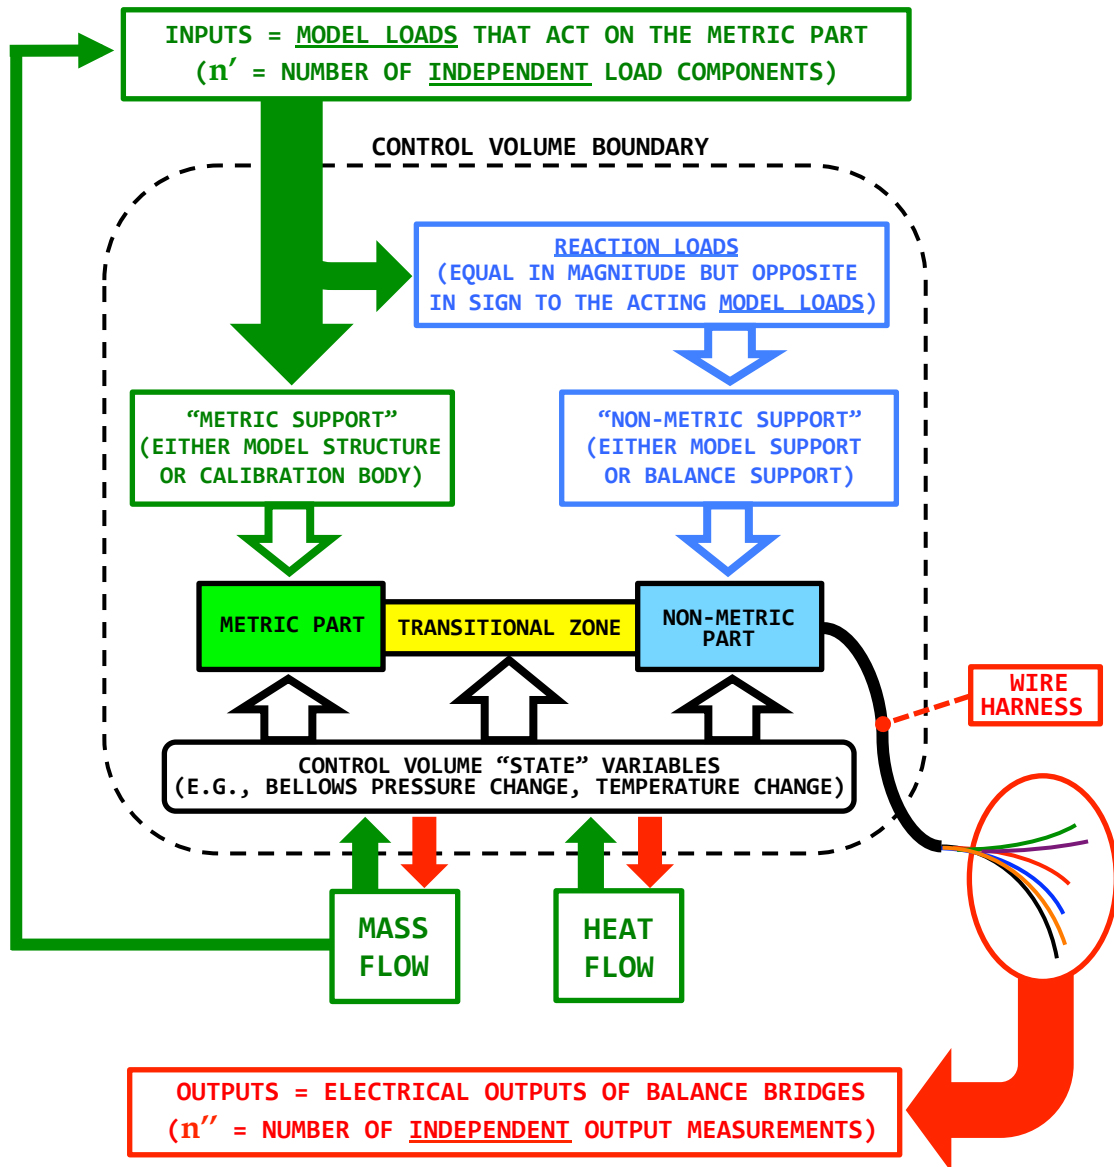 INPUTS = MODEL LOADS THAT ACT ON THE METRIC PART
(n′ = NUMBER OF INDEPENDENT LOAD COMPONENTS)
CONTROL VOLUME BOUNDARY
REACTION LOADS
(EQUAL IN MAGNITUDE BUT OPPOSITE
IN SIGN TO THE ACTING MODEL LOADS)
“METRIC SUPPORT”
(EITHER MODEL STRUCTURE
OR CALIBRATION BODY)
“NON-METRIC SUPPORT”
(EITHER MODEL SUPPORT
OR BALANCE SUPPORT)
METRIC PART
TRANSITIONAL ZONE
NON-METRIC
PART
WIRE
HARNESS
CONTROL VOLUME “STATE” VARIABLES
(E.G., BELLOWS PRESSURE CHANGE, TEMPERATURE CHANGE)
MASS
FLOW
HEAT
FLOW
OUTPUTS = ELECTRICAL OUTPUTS OF BALANCE BRIDGES
(n′′ = NUMBER OF INDEPENDENT OUTPUT MEASUREMENTS)